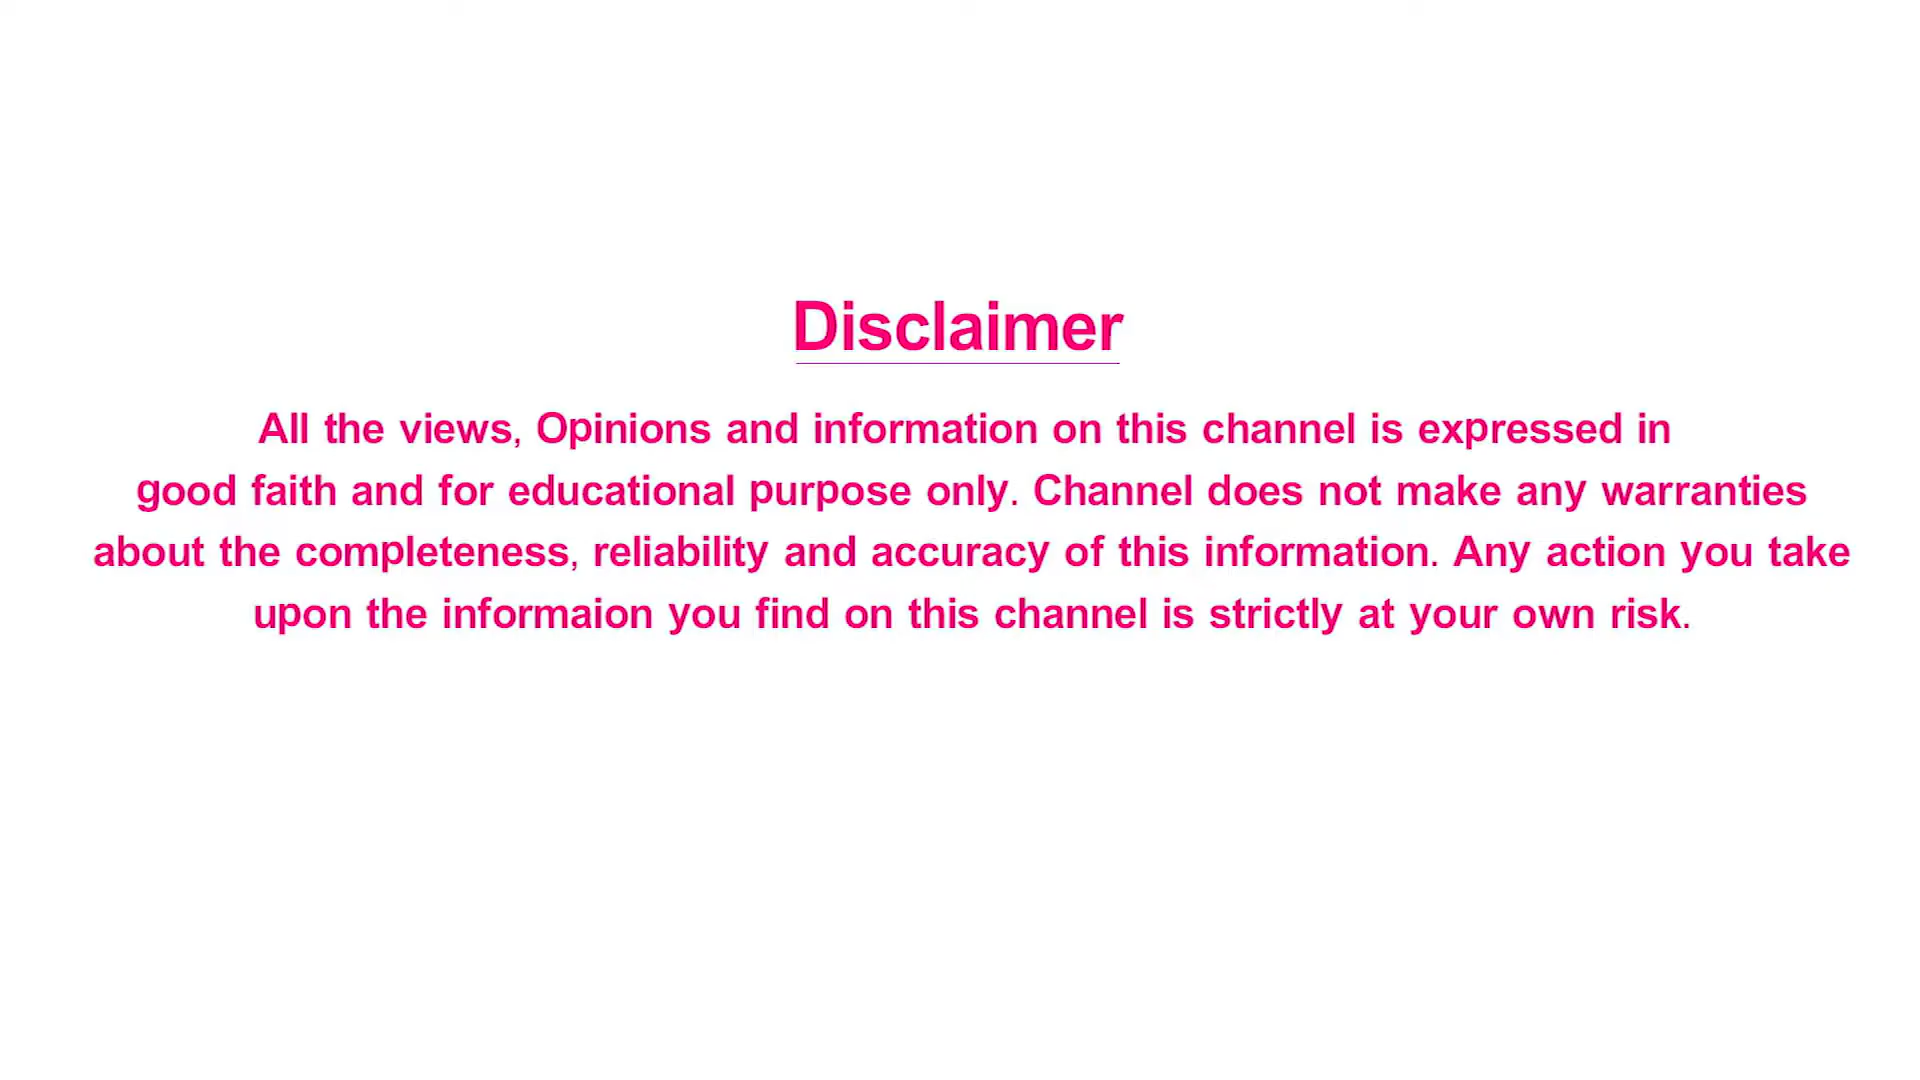 Disclaimer
All the views, Opinions and information on this channel is expressed in
good faith and for educational purpose only. Channel does not make any warranties
about the completeness, reliability and accuracy of this information. Any action you take
upon the informaion you find on this channel is strictly at your own risk.